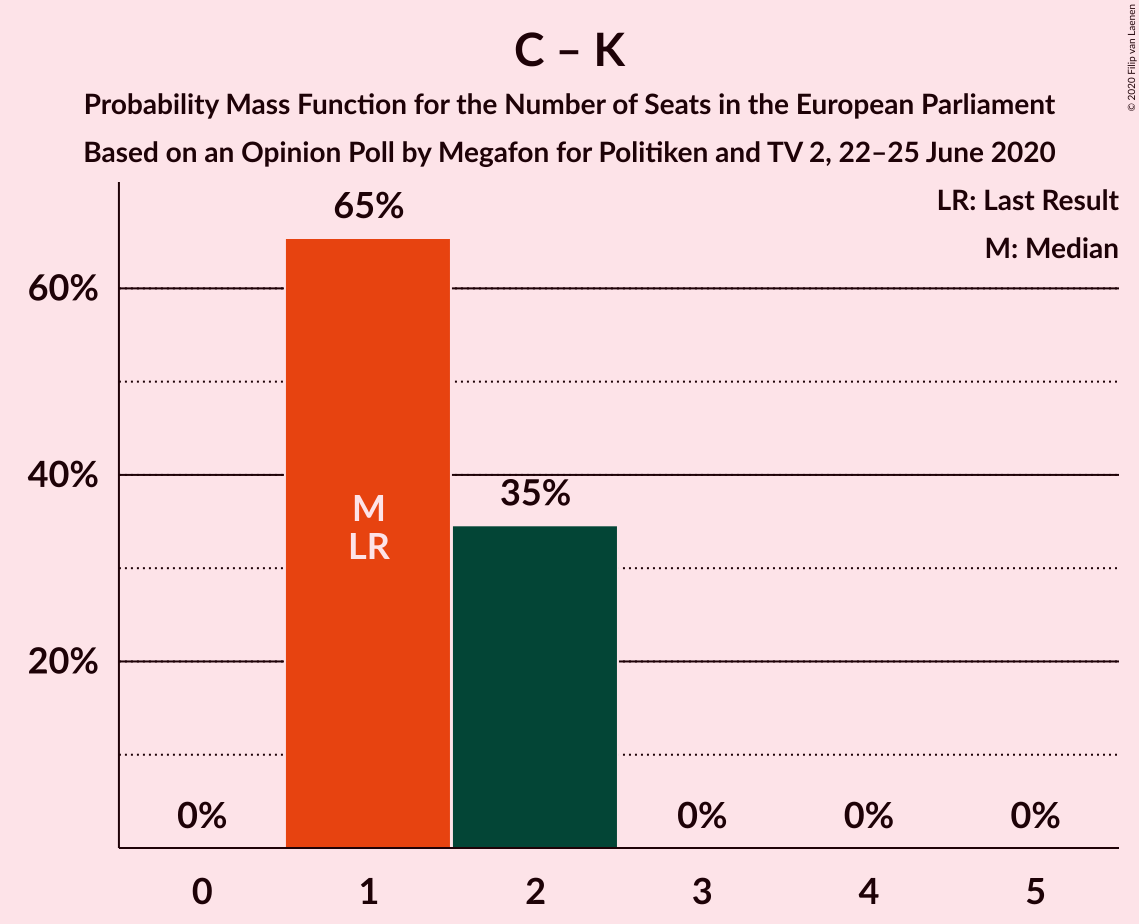 C – K
Probability Mass Function for the Number of Seats in the European Parliament
Based on an Opinion Poll by Megafon for Politiken and TV 2, 22–25 June 2020
© 2020 Filip van Laenen
LR: Last Result
M: Median
65%
60%
40%
35%
M
LR
20%
0%
0%
0%
0%
0
1
2
3
4
5